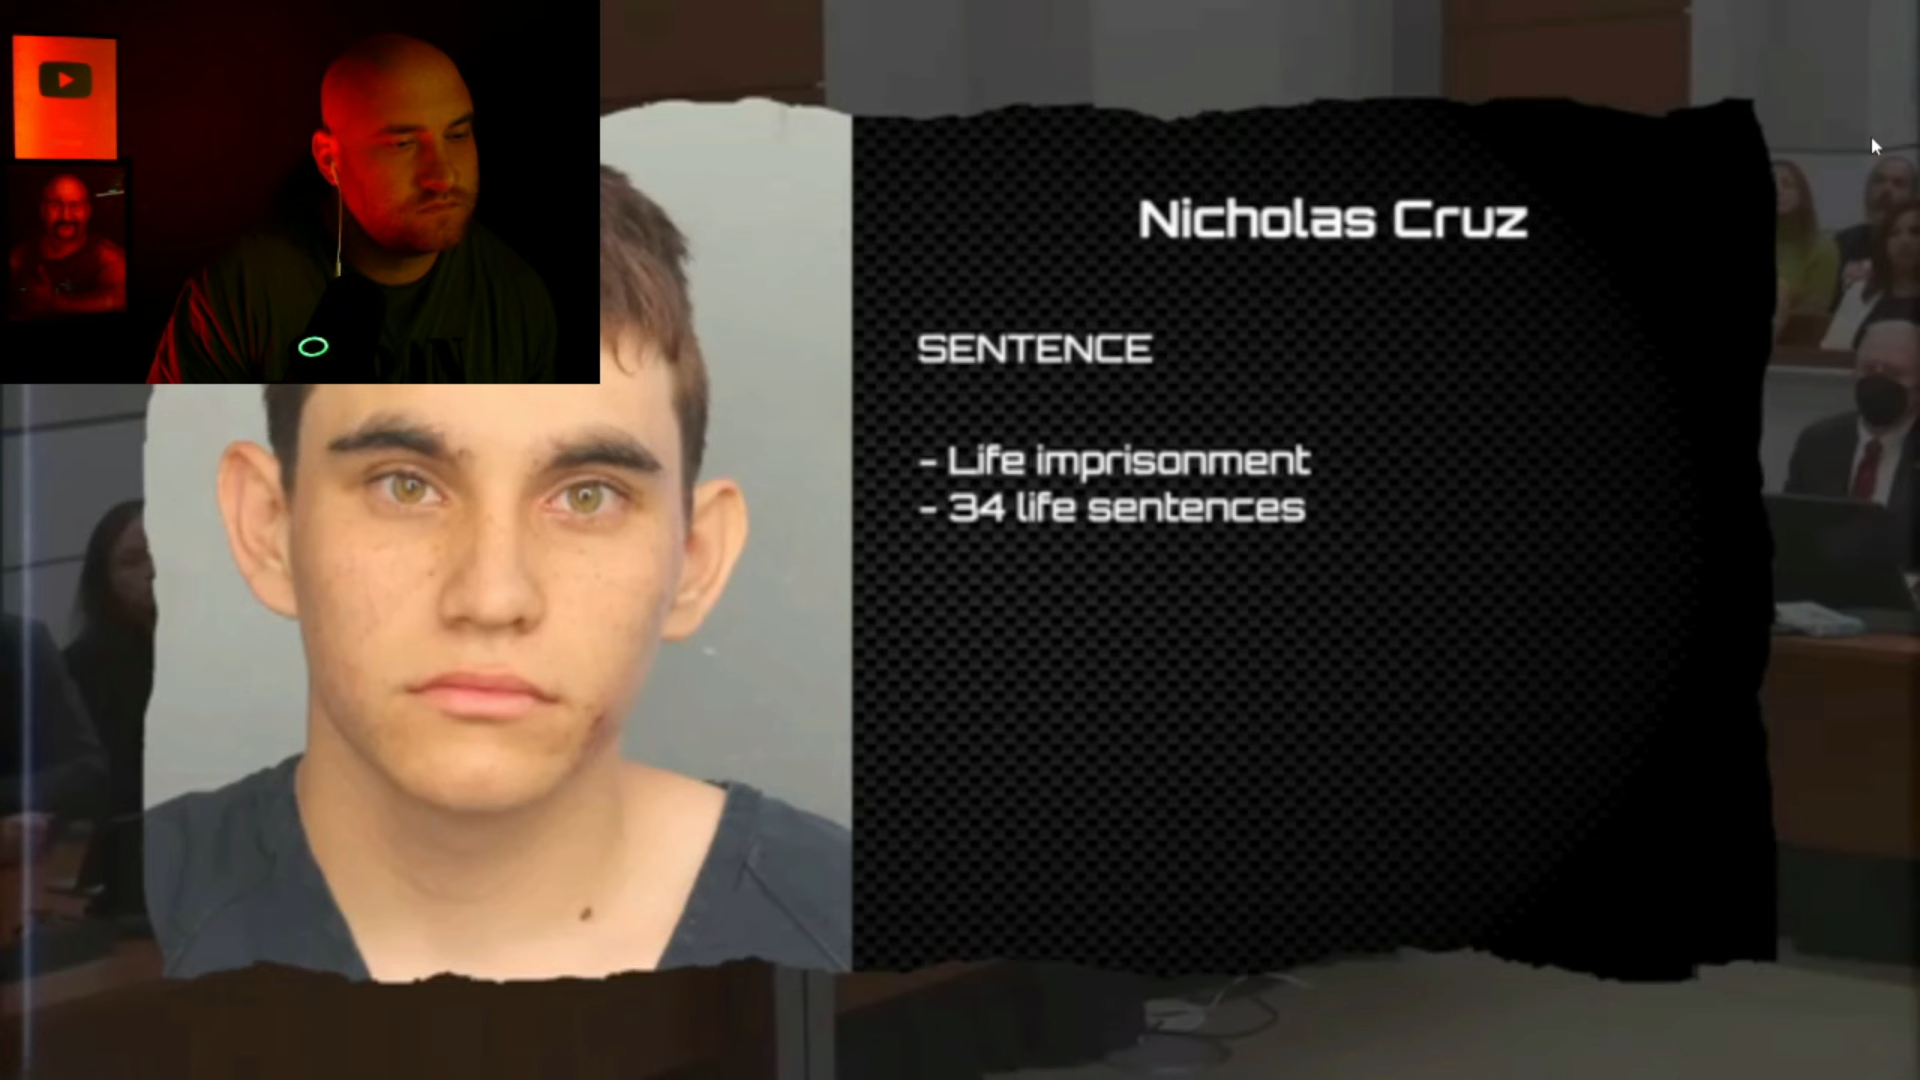 Nicholas Cruz
SENTENCE
- Life imprisonment
- 34 life sentences